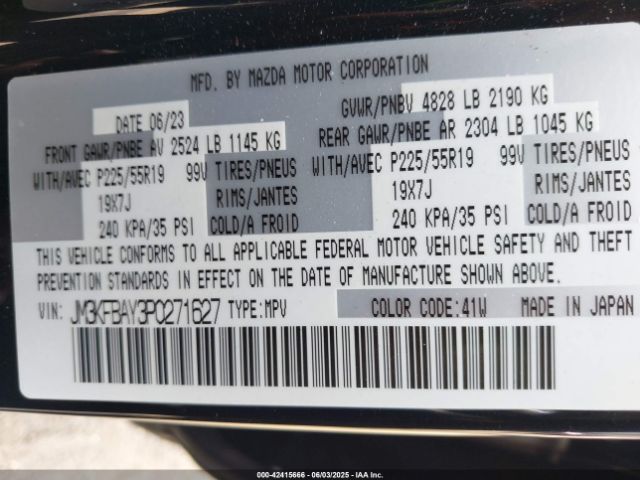 MFD. BY MAZDA MOTOR CORPORATION
DATE 06/23 GVWR/PNBV 4828 LB 2190 KG
FRONT GAWR/PNBE AV 2524 LB 1145 KG REAR GAWR/PNBE AR 2304 LB 1045 KG
WITH/AVEC P225/55R19 99V TIRES/PNEUS WITH/AVEC P225/55R19 99V TIRES/PNEUS
19X7J RIMS/JANTES 19X7J RIMS/JANTES
240 KPA/35 PSI COLD/A FROID 240 KPA/35 PSI COLD/A FROID
THIS VEHICLE CONFORMS TO ALL APPLICABLE FEDERAL MOTOR VEHICLE SAFETY AND THEFT
PREVENTION STANDARDS IN EFFECT ON THE DATE OF MANUFACTURE SHOWN ABOVE.
VIN: JM3KFBAY3P0271627 TYPE:MPV COLOR CODE:41W MADE IN JAPAN
000-42415666 - 06/03/2025 - IAA Inc.